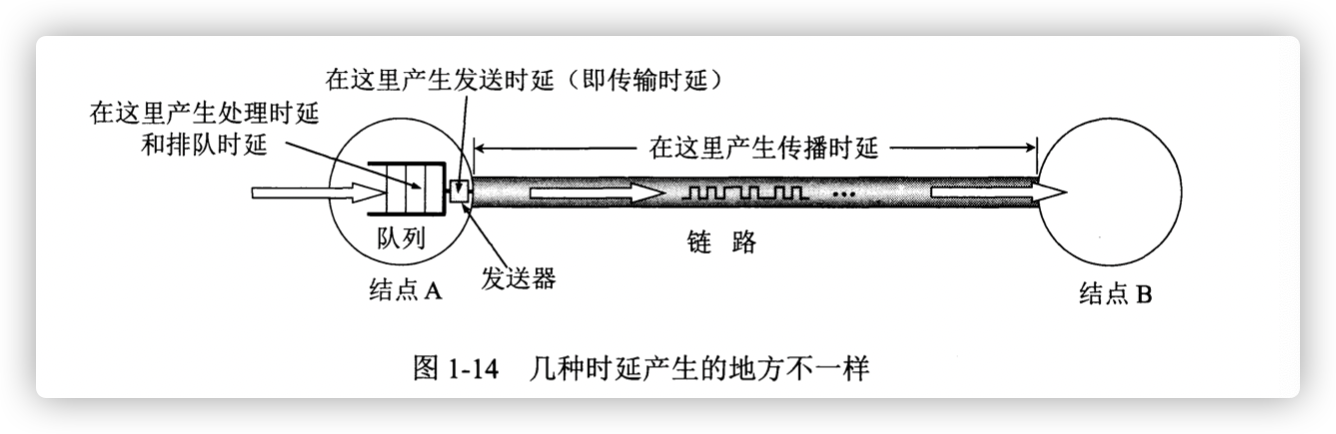 在这里产生发送时延（即传输时延）
在这里产生处理时延
和排队时延
在这里产生传播时延
队列
链 路
发送器
结点 A
结点 B
图 1-14 几种时延产生的地方不一样